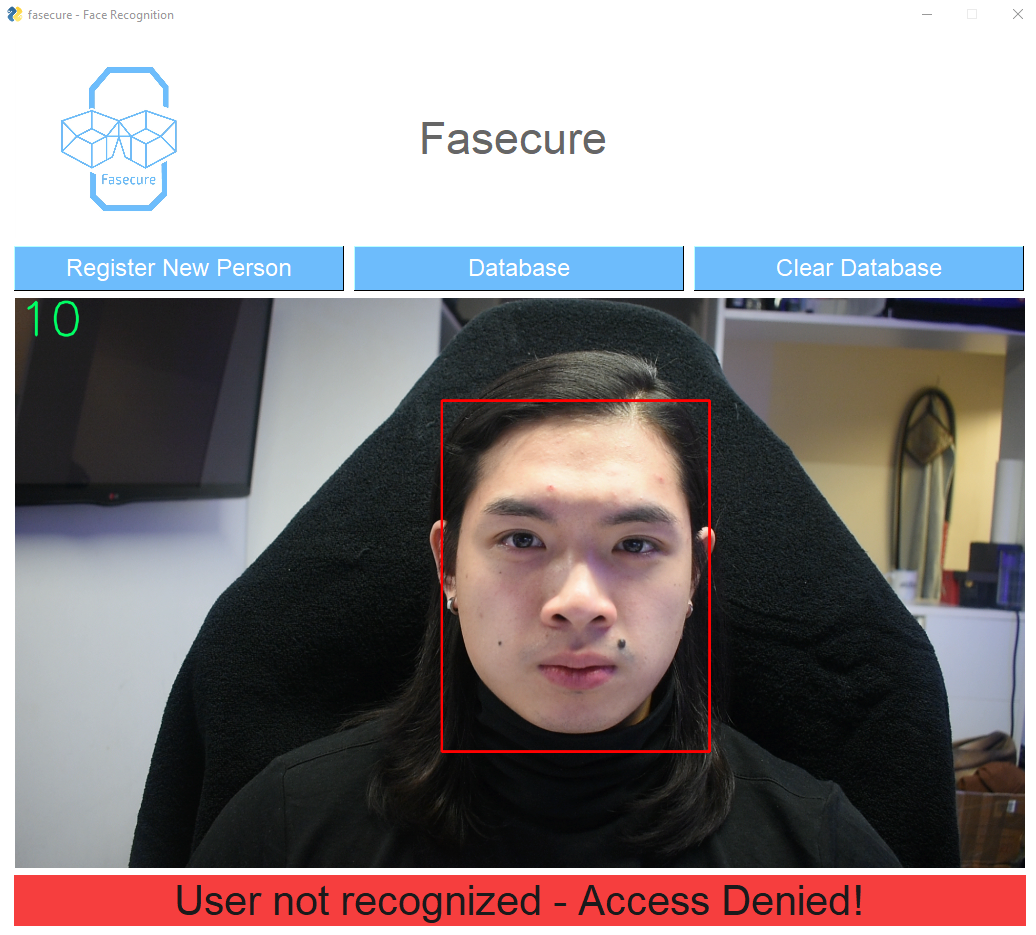 fasecure - Face Recognition
Fasecure
Fasecure
Register New Person
Database
Clear Database
10
User not recognized - Access Denied!